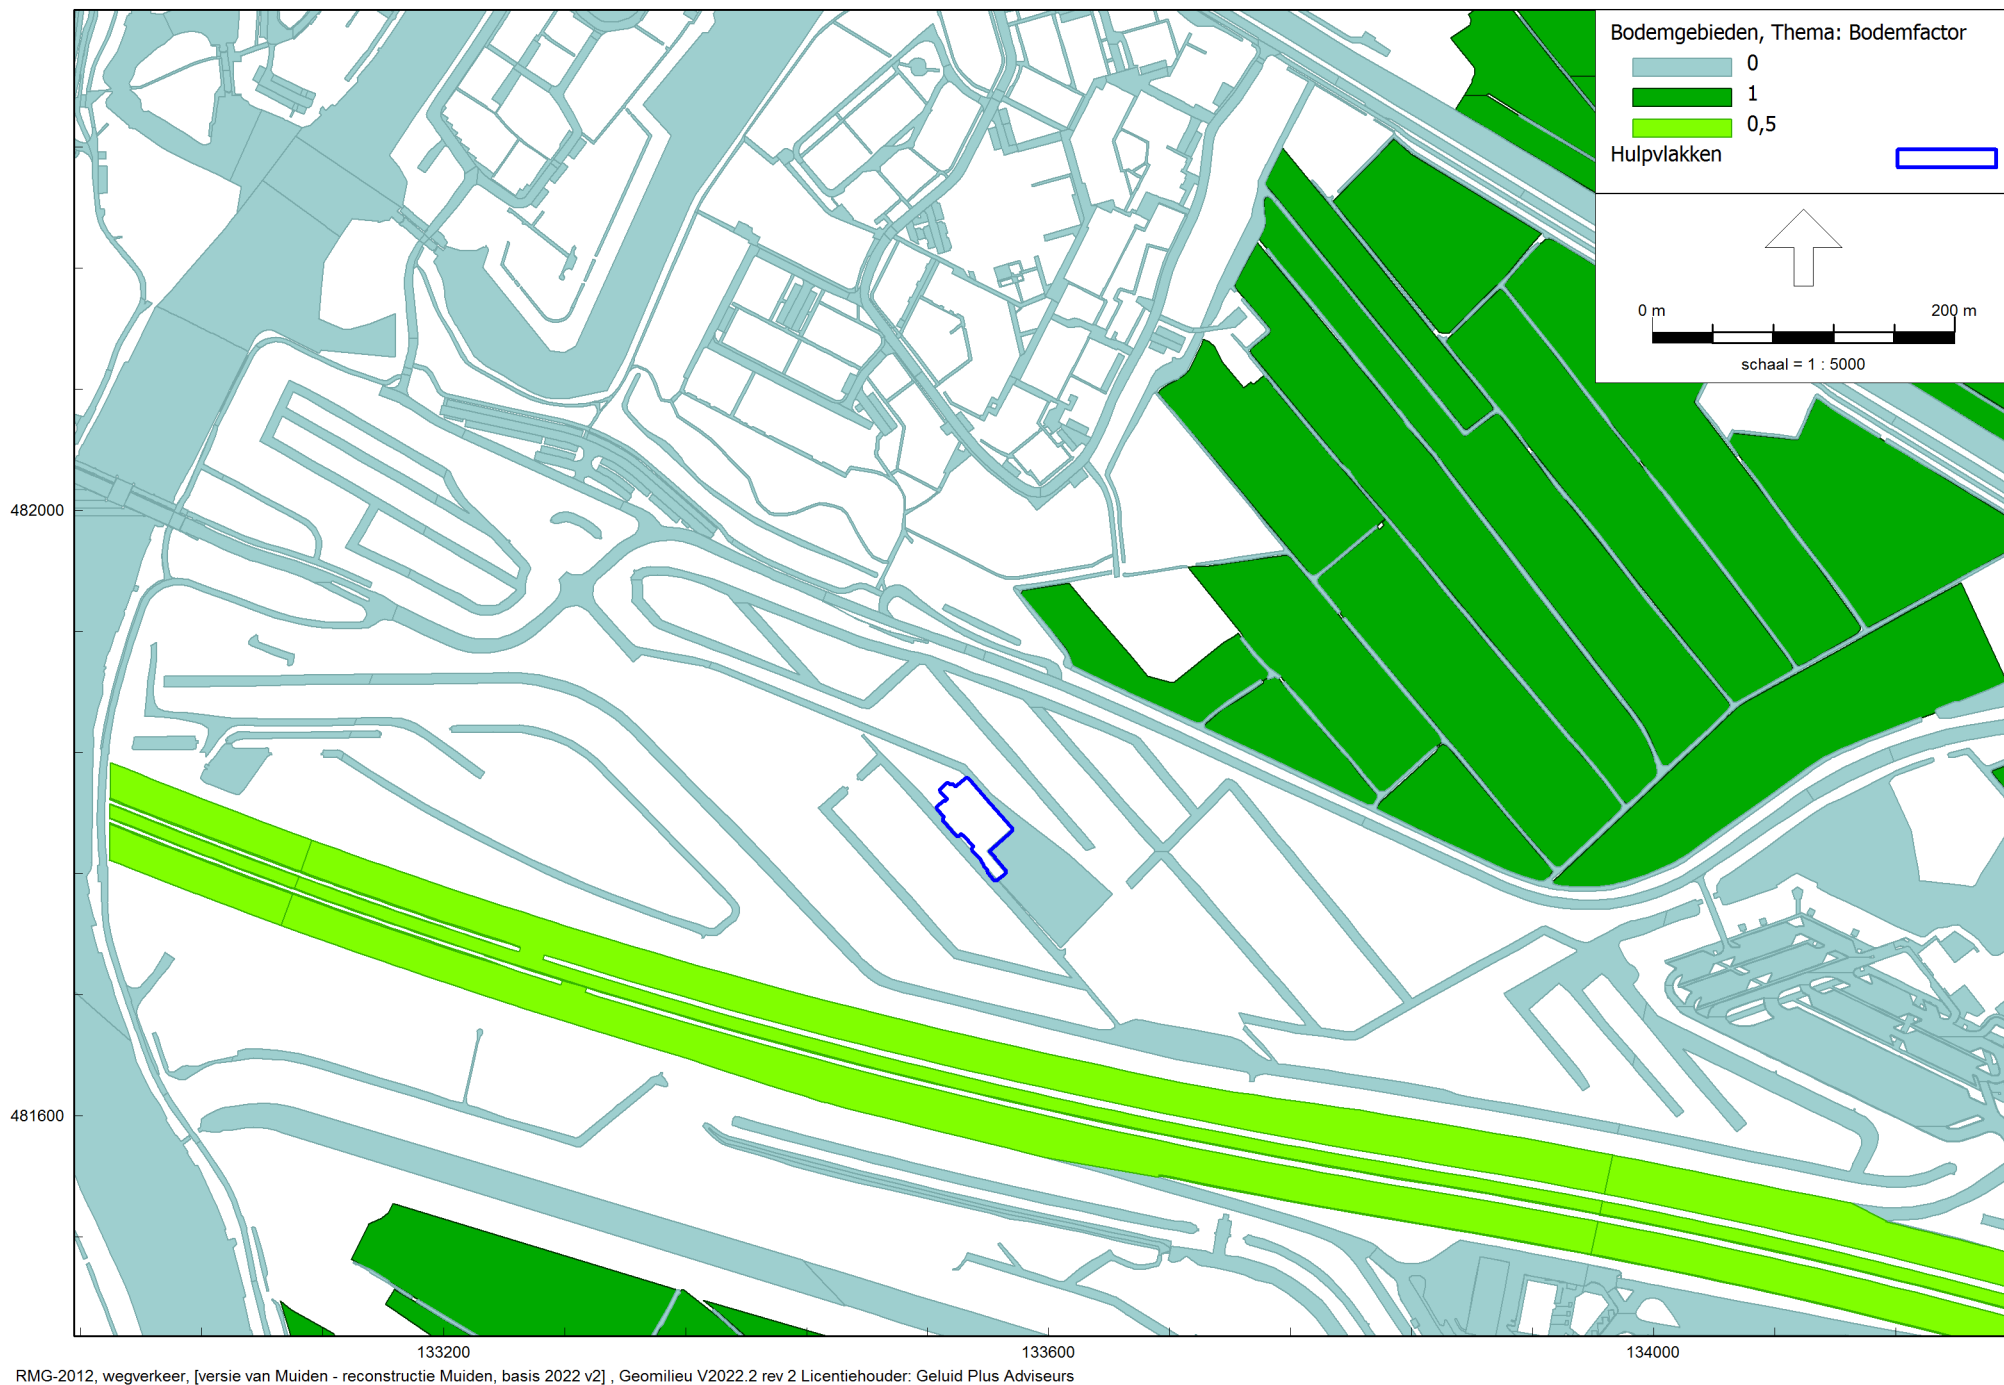 Bodemgebieden, Thema: Bodemfactor
0
1
0,5
Hulpvlakken
0 m 200 m
schaal = 1 : 5000
482000
481600
133200 133600 134000
RMG-2012, wegverkeer, [versie van Muiden - reconstructie Muiden, basis 2022 v2] , Geomilieu V2022.2 rev 2 Licentiehouder: Geluid Plus Adviseurs